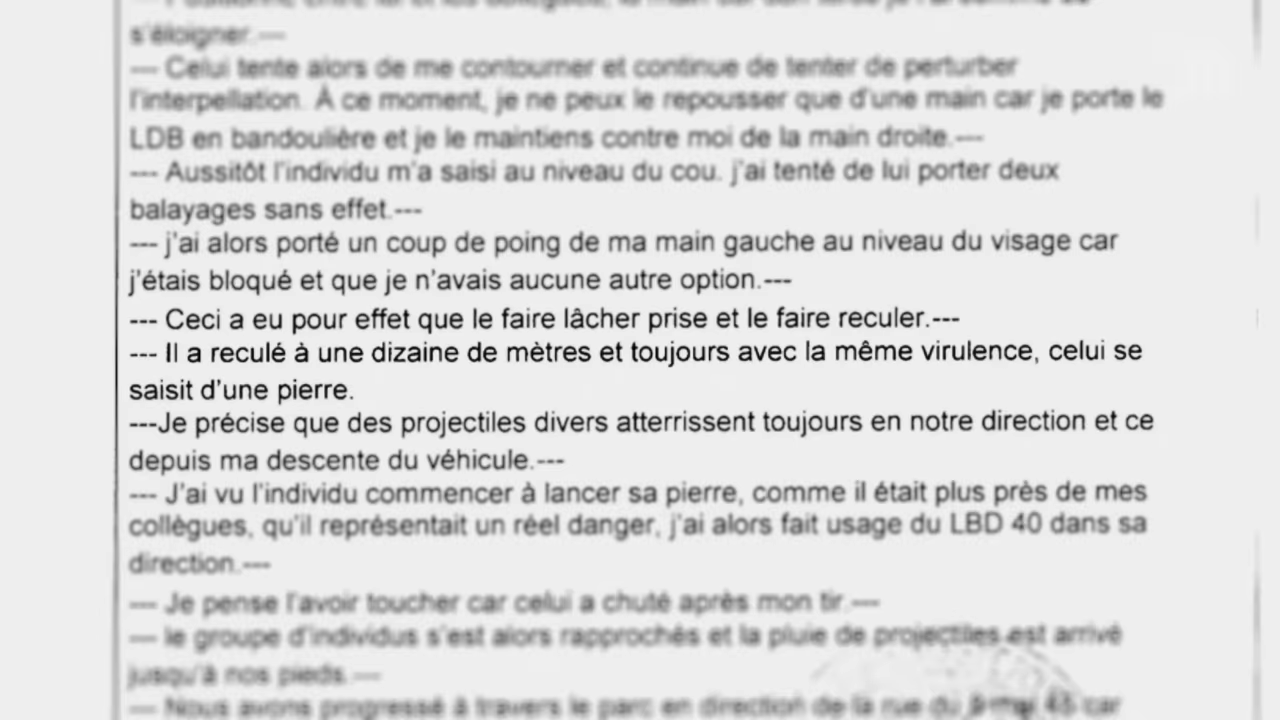 s'éloigner.---
--- Celui tente alors de me contourner et continue de tenter de perturber
l'interpellation. À ce moment, je ne peux le repousser que d'une main car je porte le
LDB en bandoulière et je le maintiens contre moi de la main droite.---
--- Aussitôt l'individu m'a saisi au niveau du cou. j'ai tenté de lui porter deux
balayages sans effet.---
--- j'ai alors porté un coup de poing de ma main gauche au niveau du visage car
j'étais bloqué et que je n'avais aucune autre option.---
--- Ceci a eu pour effet que le faire lâcher prise et le faire reculer.---
--- Il a reculé à une dizaine de mètres et toujours avec la même virulence, celui se
saisit d'une pierre.
---Je précise que des projectiles divers atterrissent toujours en notre direction et ce
depuis ma descente du véhicule.---
--- J'ai vu l'individu commencer à lancer sa pierre, comme il était plus près de mes
collègues, qu'il représentait un réel danger, j'ai alors fait usage du LBD 40 dans sa
direction.---
--- Je pense l'avoir toucher car celui a chuté après mon tir.---
--- le groupe d'individus s'est alors rapprochés et la pluie de projectiles est arrivé
jusqu'à nos pieds.---
--- Nous avons progressé à travers le parc en direction de la rue du 8 mai 45 car